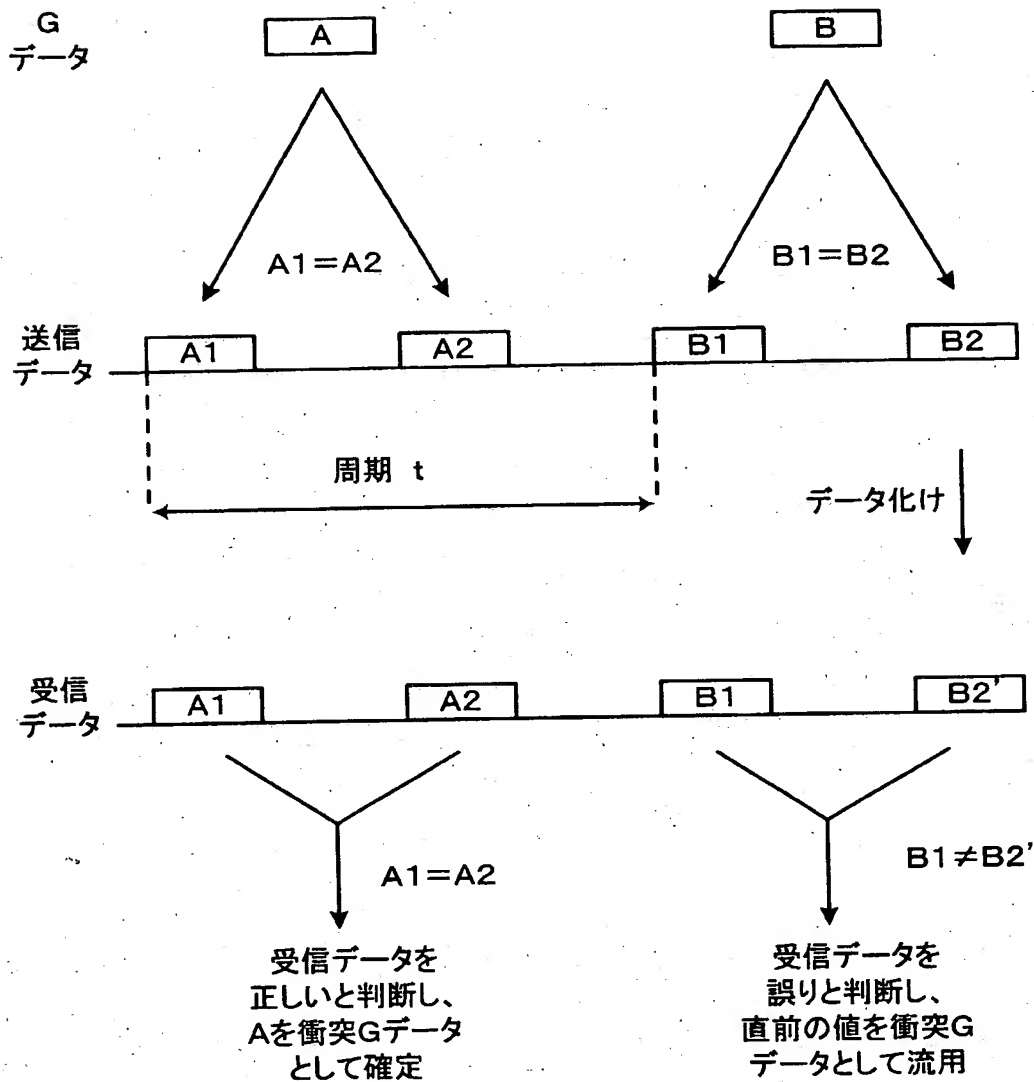 G
データ
A
B
A1=A2
B1=B2
送信
データ
A1
A2
B1
B2
周期 t
データ化け
受信
データ
A1
A2
B1
B2'
A1=A2
B1≠B2'
受信データを
正しいと判断し、
Aを衝突Gデータ
として確定
受信データを
誤りと判断し、
直前の値を衝突G
データとして流用